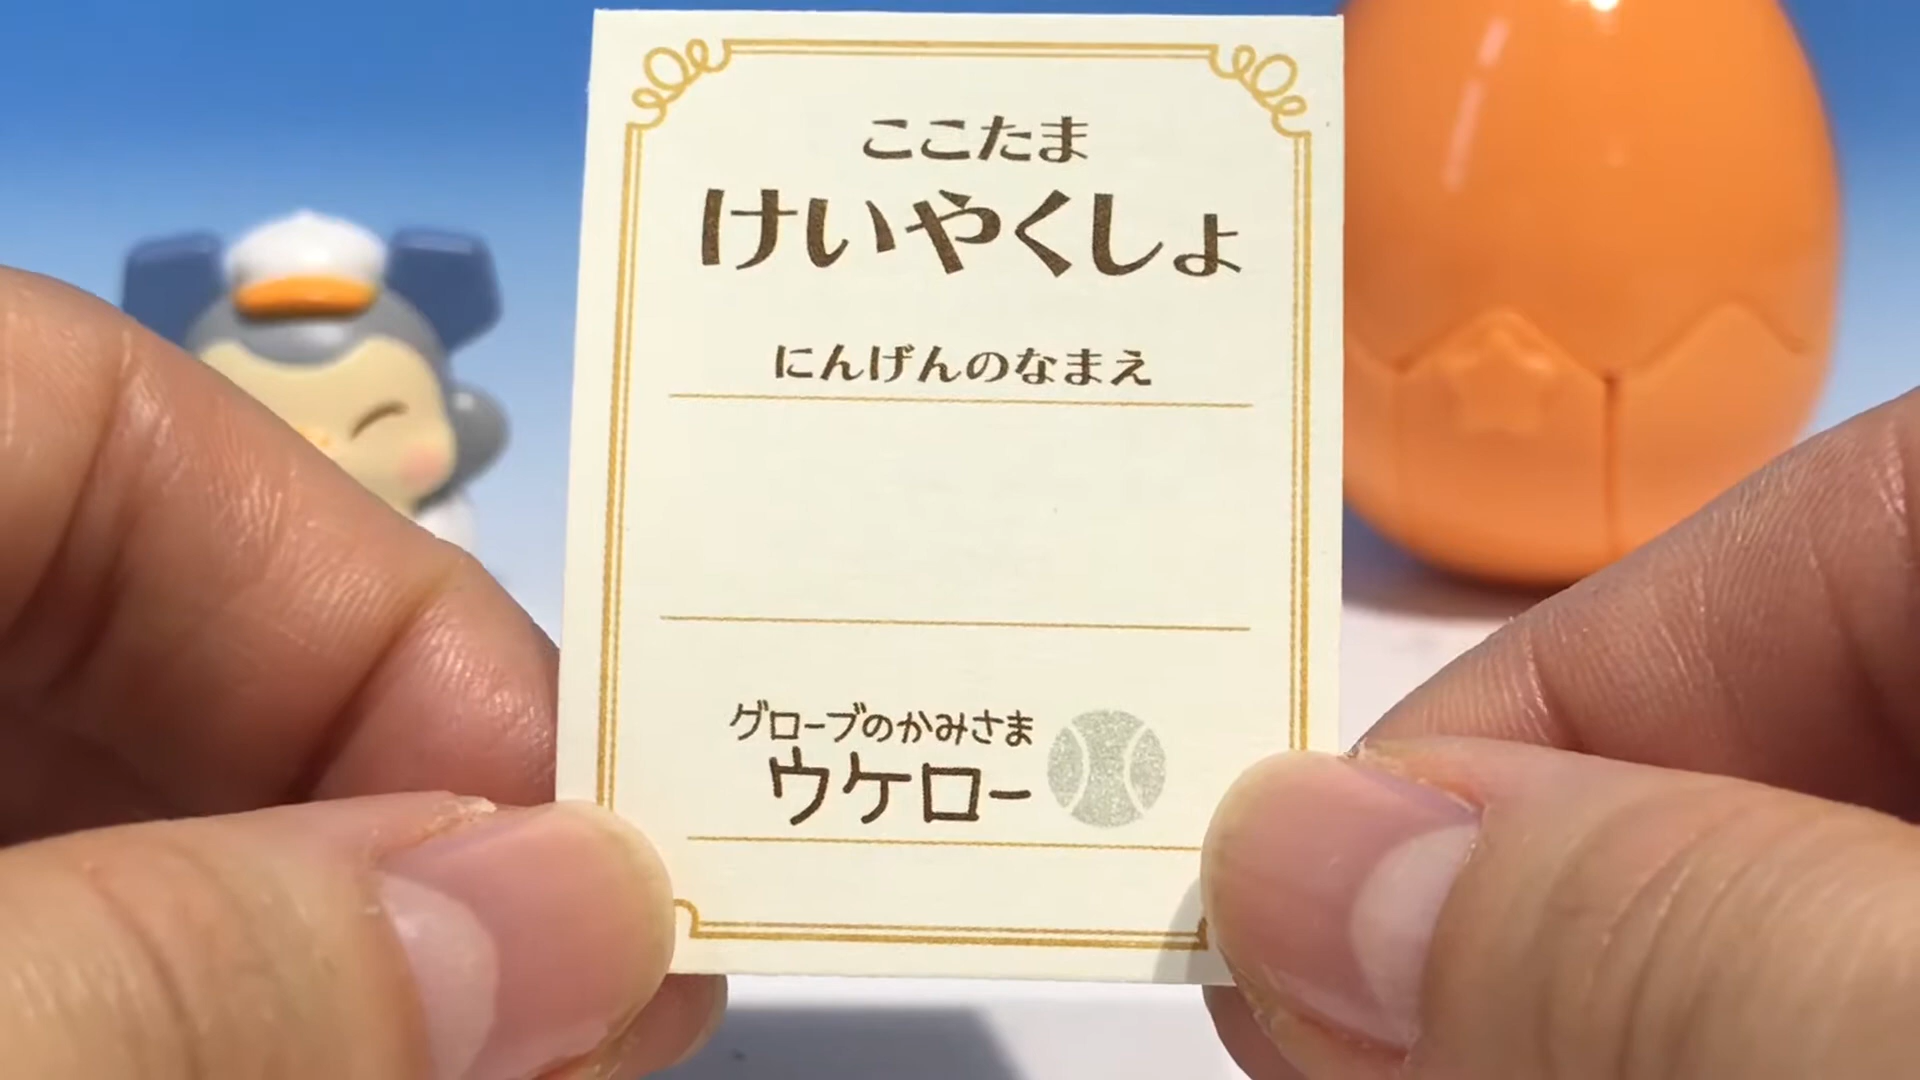 ここたま
けいやくしょ
にんげんのなまえ
グローブのかみさま
ウケロー